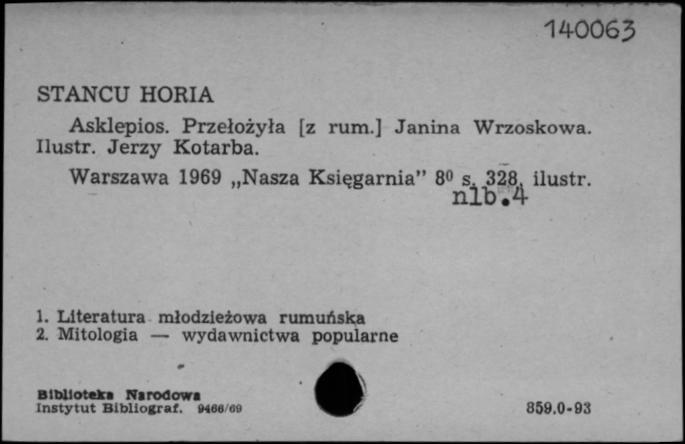 140063
STANCU HORIA
Asklepios. Przełożyła [z rum.] Janina Wrzoskowa.
Ilustr. Jerzy Kotarba.
Warszawa 1969 „Nasza Księgarnia” 8⁰ s. 328, ilustr.
nlb.4
1. Literatura młodzieżowa rumuńska
2. Mitologia — wydawnictwa popularne
Biblioteka Narodowa
Instytut Bibliograf. 9466/69
859.0-93